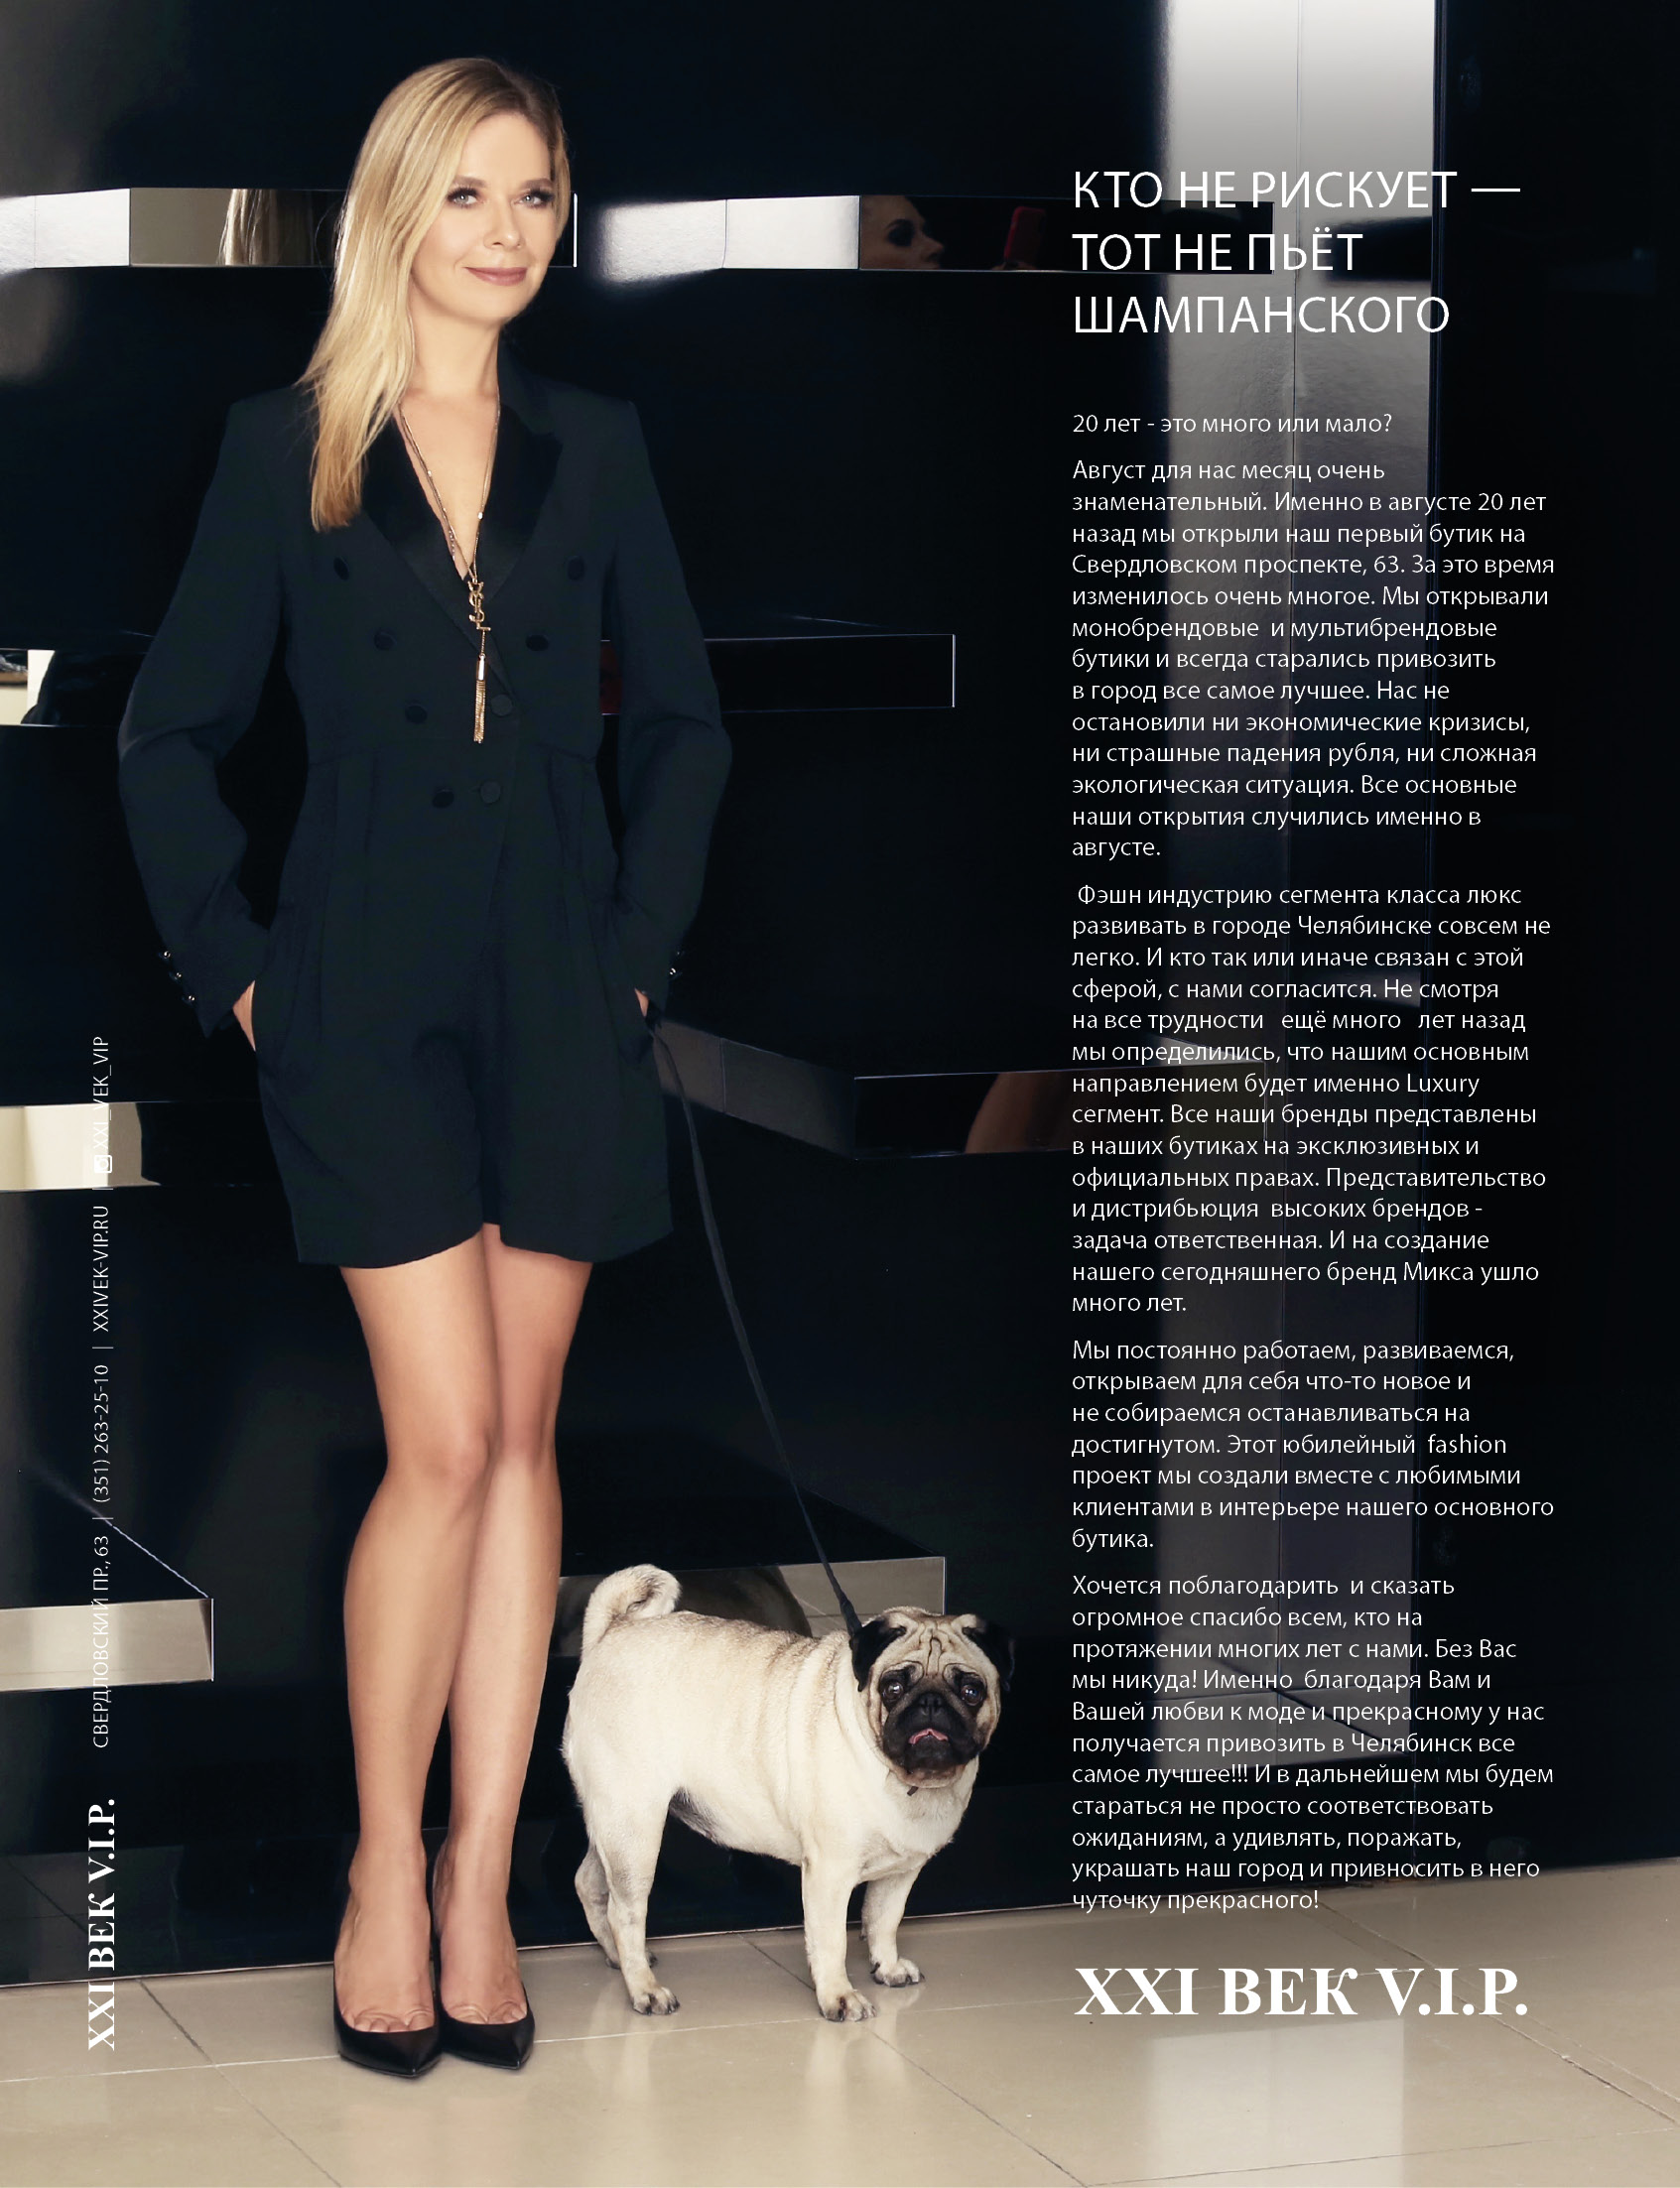 КТО НЕ РИСКУЕТ —
ТОТ НЕ ПЬЁТ
ШАМПАНСКОГО
20 лет - это много или мало?
Август для нас месяц очень
знаменательный. Именно в августе 20 лет
назад мы открыли наш первый бутик на
Свердловском проспекте, 63. За это время
изменилось очень многое. Мы открывали
монобрендовые  и мультибрендовые
бутики и всегда старались привозить
в город все самое лучшее. Нас не
остановили ни экономические кризисы,
ни страшные падения рубля, ни сложная
экологическая ситуация. Все основные
наши открытия случились именно в
августе.
Фэшн индустрию сегмента класса люкс
развивать в городе Челябинске совсем не
легко. И кто так или иначе связан с этой
сферой, с нами согласится. Не смотря
на все трудности   ещё много   лет назад
мы определились, что нашим основным
направлением будет именно Luxury
сегмент. Все наши бренды представлены
в наших бутиках на эксклюзивных и
официальных правах. Представительство
и дистрибьюция  высоких брендов -
задача ответственная. И на создание
нашего сегодняшнего бренд Микса ушло
много лет.
Мы постоянно работаем, развиваемся,
открываем для себя что-то новое и
не собираемся останавливаться на
достигнутом. Этот юбилейный  fashion
проект мы создали вместе с любимыми
клиентами в интерьере нашего основного
бутика.
Хочется поблагодарить  и сказать
огромное спасибо всем, кто на
протяжении многих лет с нами. Без Вас
мы никуда! Именно  благодаря Вам и
Вашей любви к моде и прекрасному у нас
получается привозить в Челябинск все
самое лучшее!!! И в дальнейшем мы будем
стараться не просто соответствовать
ожиданиям, а удивлять, поражать,
украшать наш город и привносить в него
чуточку прекрасного!
XXI ВЕК V.I.P.
XXI ВЕК V.I.P. СВЕРДЛОВСКИЙ ПР., 63 | (351) 263-25-10 | XXIVEK-VIP.RU | XXI_VEK_VIP
YSL